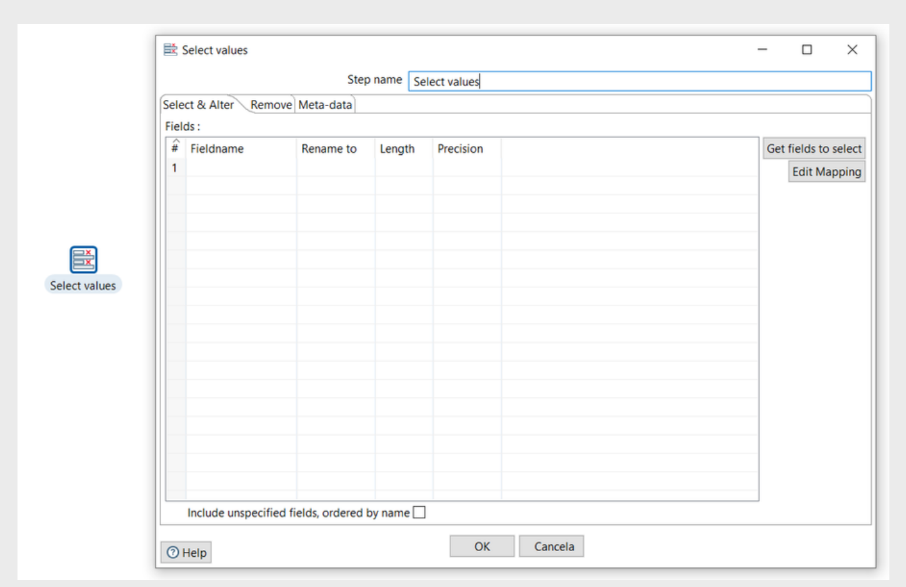 Select values
Step name Select values
Select & Alter Remove Meta-data
Fields :
# Fieldname Rename to Length Precision
Get fields to select
1
Edit Mapping
Select values
Include unspecified fields, ordered by name
Help OK Cancela